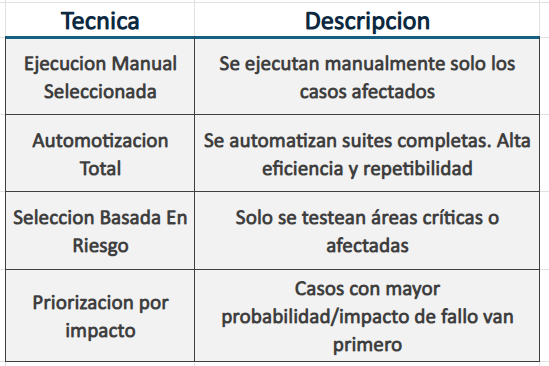 Tecnica
Descripcion
Ejecucion Manual
Seleccionada
Se ejecutan manualmente solo los
casos afectados
Automotizacion
Total
Se automatizan suites completas. Alta
eficiencia y repetibilidad
Seleccion Basada En
Riesgo
Solo se testean áreas críticas o
afectadas
Priorizacion por
impacto
Casos con mayor
probabilidad/impacto de fallo van
primero